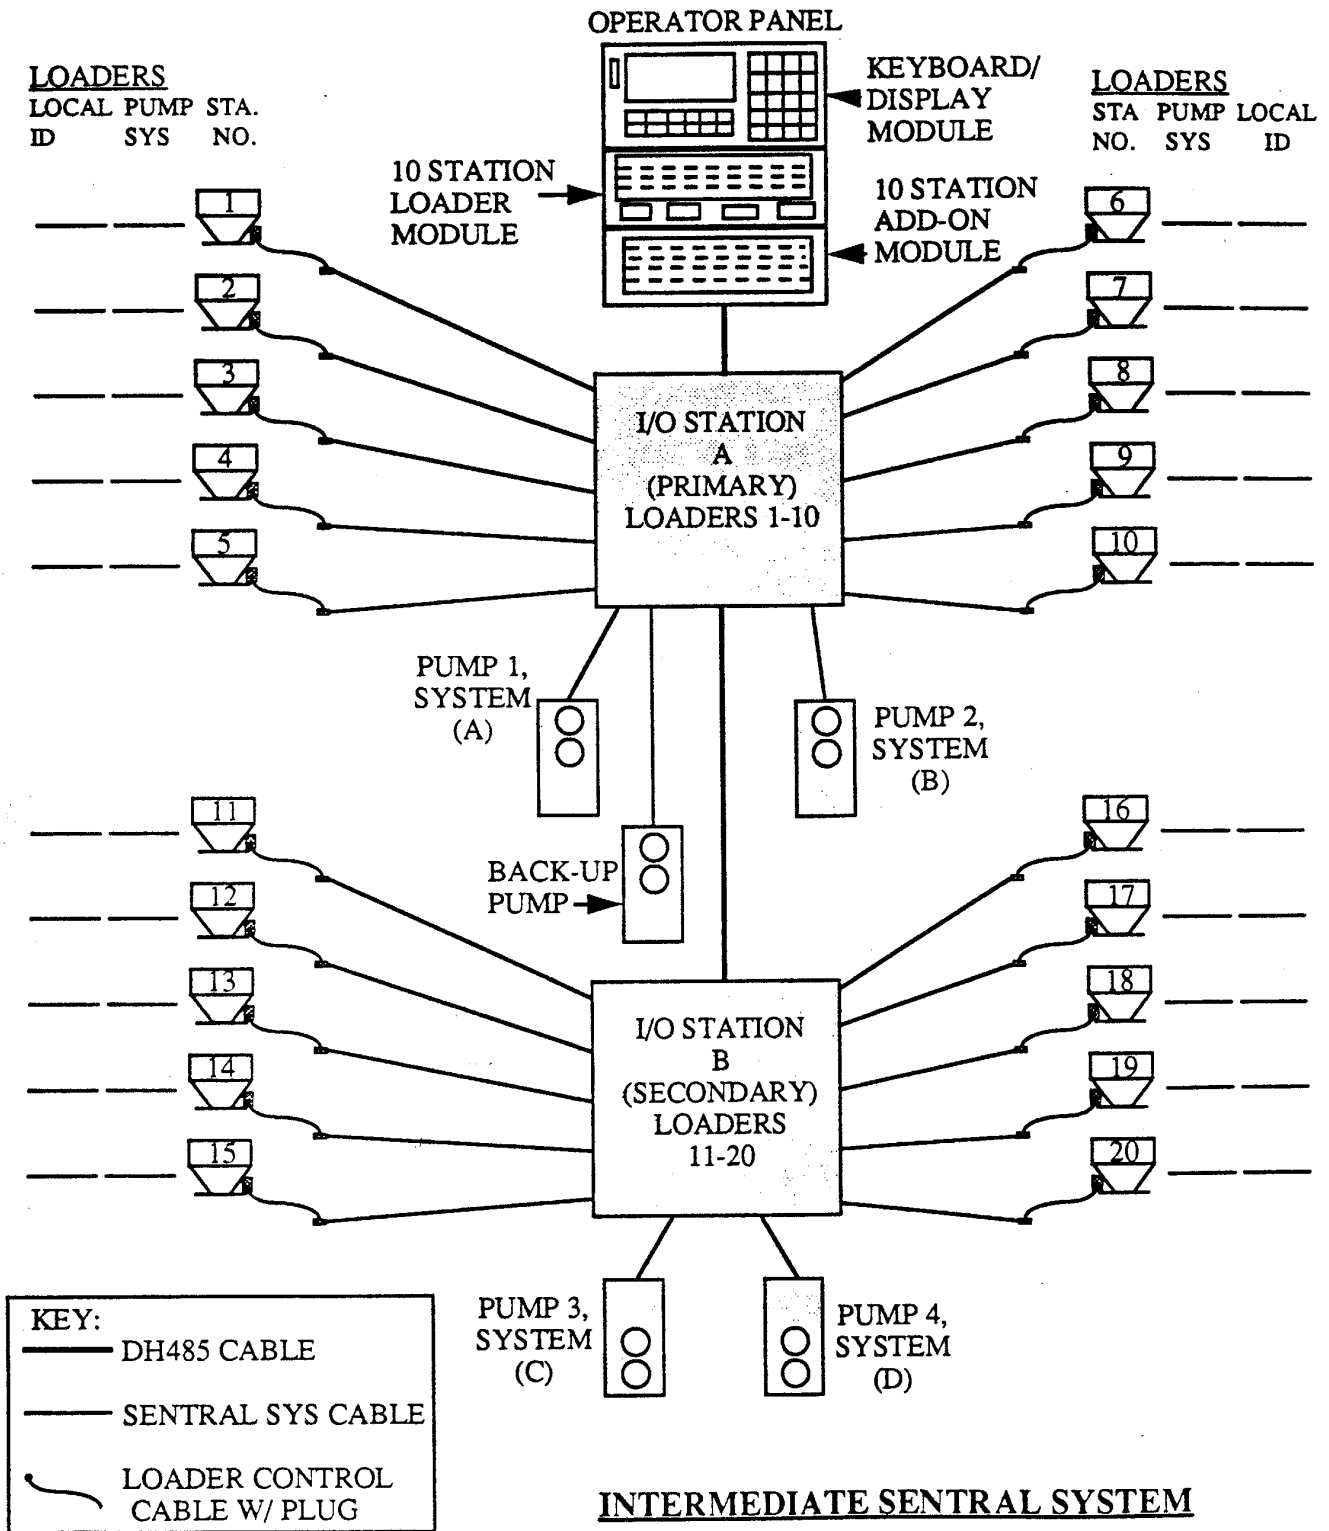 OPERATOR PANEL
LOADERS
LOCAL PUMP STA.
ID SYS NO.
KEYBOARD/
DISPLAY
MODULE
LOADERS
STA PUMP LOCAL
NO. SYS ID
10 STATION
LOADER
MODULE
10 STATION
ADD-ON
MODULE
1
2
3
4
5
6
7
8
9
10
I/O STATION
A
(PRIMARY)
LOADERS 1-10
PUMP 1,
SYSTEM
(A)
PUMP 2,
SYSTEM
(B)
BACK-UP
PUMP
11
12
13
14
15
16
17
18
19
20
I/O STATION
B
(SECONDARY)
LOADERS
11-20
PUMP 3,
SYSTEM
(C)
PUMP 4,
SYSTEM
(D)
KEY:
DH485 CABLE
SENTRAL SYS CABLE
LOADER CONTROL
CABLE W/ PLUG
INTERMEDIATE SENTRAL SYSTEM